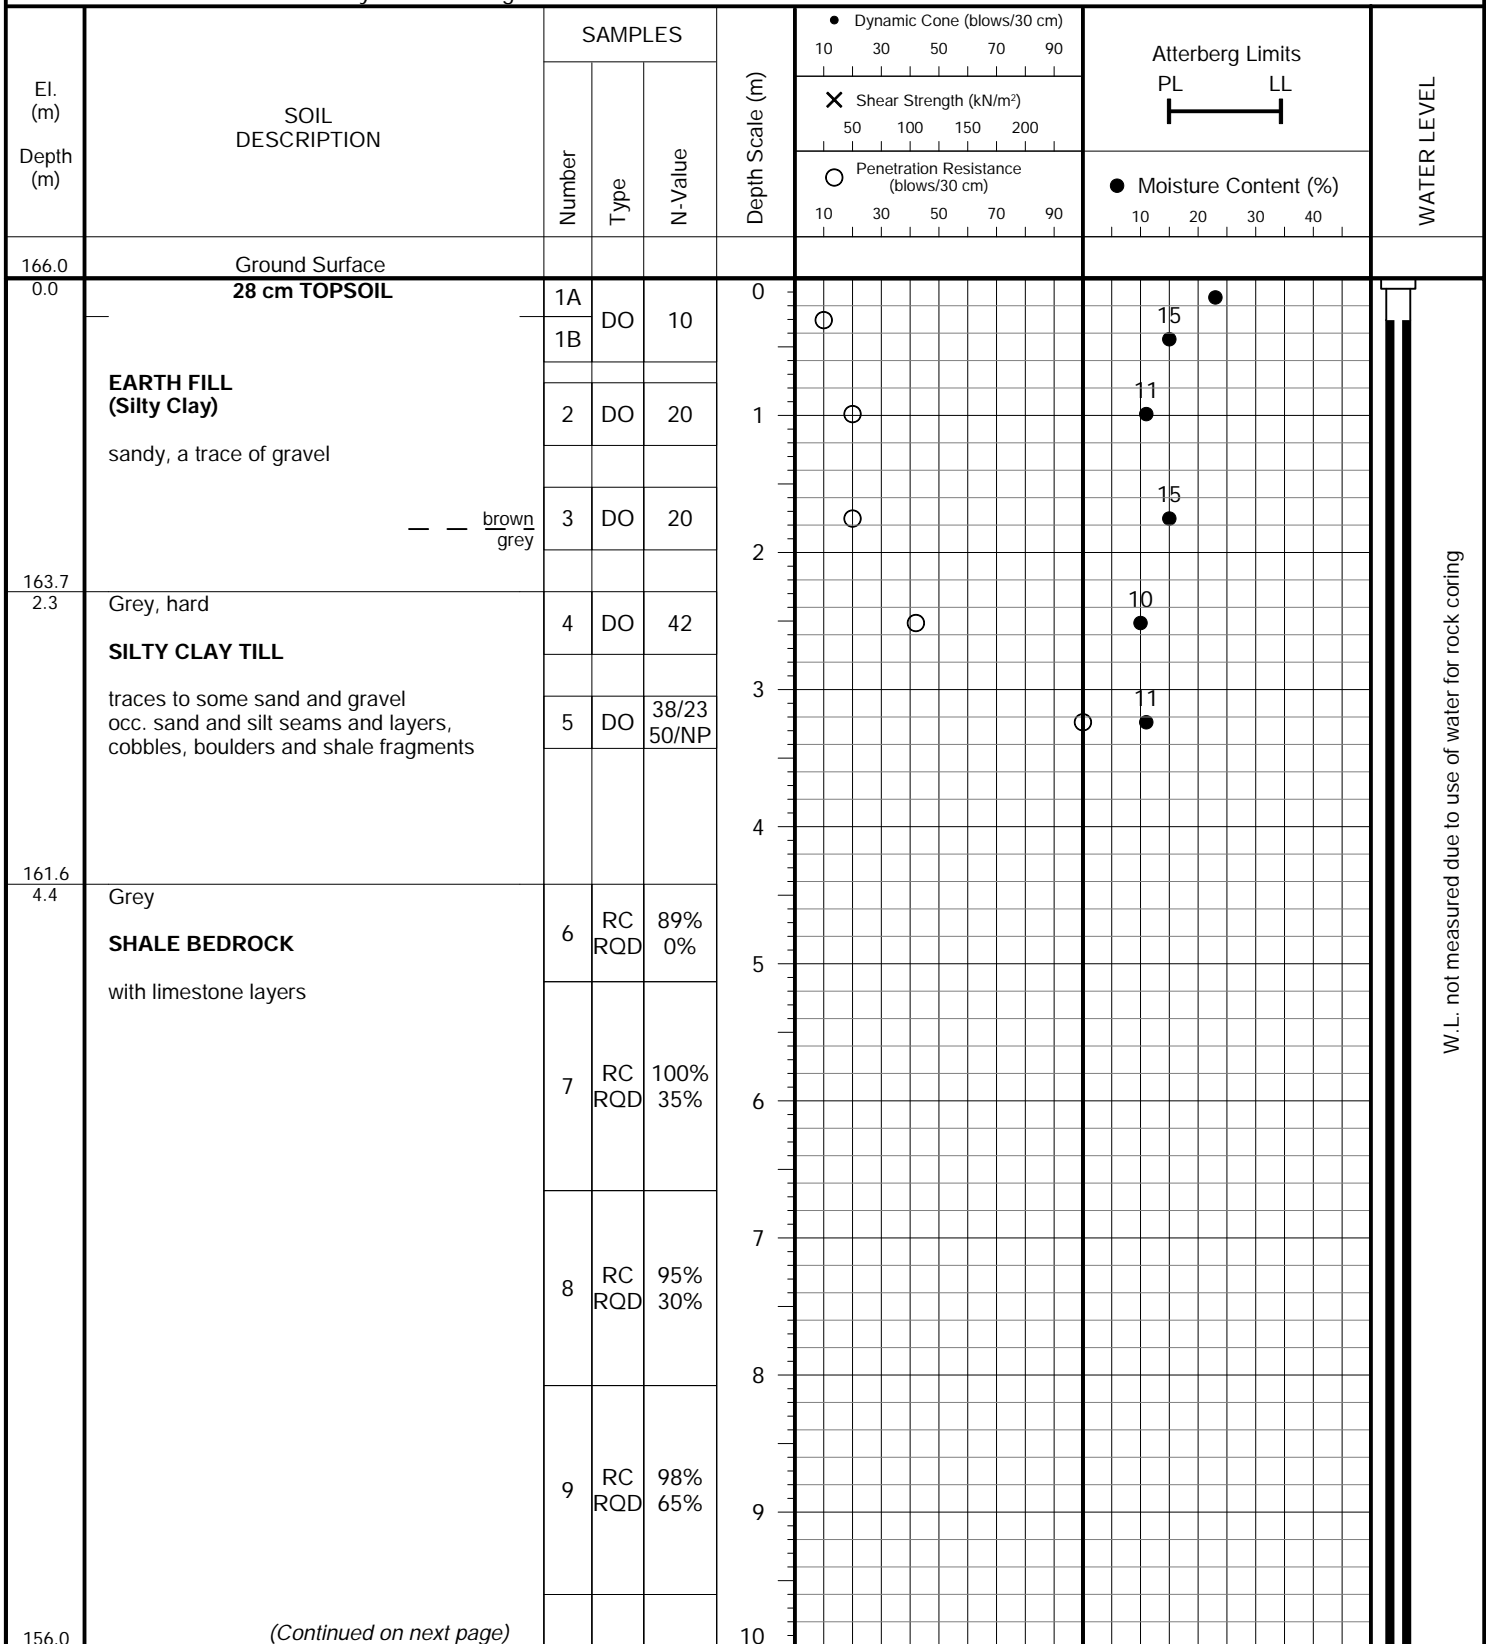 SAMPLES
El.
(m)
Depth
(m)
SOIL
DESCRIPTION
Number
Type
N-Value
Depth Scale (m)
Dynamic Cone (blows/30 cm)
10 30 50 70 90
Shear Strength (kN/m²)
50 100 150 200
Penetration Resistance
(blows/30 cm)
10 30 50 70 90
Atterberg Limits
PL LL
Moisture Content (%)
10 20 30 40
WATER LEVEL
166.0 Ground Surface
0.0 28 cm TOPSOIL 1A 0
DO 10 15
1B
EARTH FILL
(Silty Clay)
11
2 DO 20 1
sandy, a trace of gravel
15
brown 3 DO 20
grey
2
163.7
2.3 Grey, hard 10
4 DO 42
SILTY CLAY TILL
3
traces to some sand and gravel
occ. sand and silt seams and layers,
cobbles, boulders and shale fragments
5 DO 38/23
50/NP
11
4
161.6
4.4 Grey
6 RC 89%
RQD 0%
SHALE BEDROCK
5
with limestone layers
7 RC 100%
RQD 35%
6
7
8 RC 95%
RQD 30%
8
9 RC 98%
RQD 65%
9
156.0 (Continued on next page) 10
W.L. not measured due to use of water for rock coring